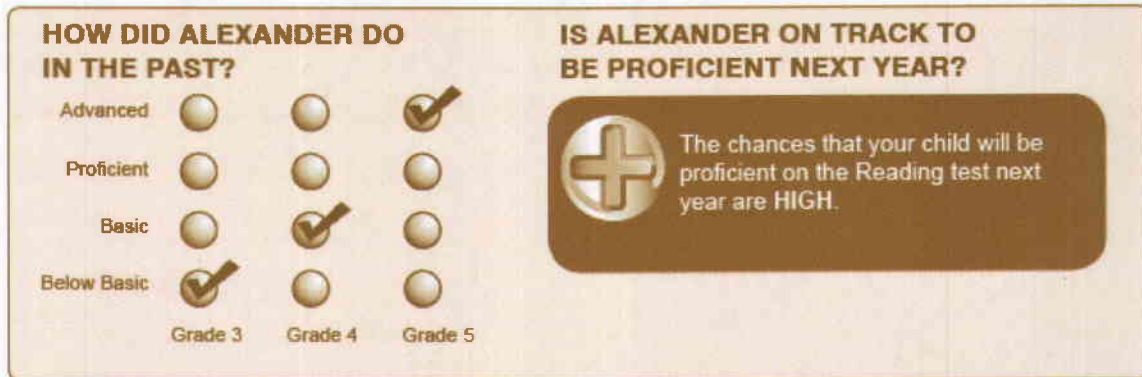 HOW DID ALEXANDER DO
IN THE PAST?
Advanced
Proficient
Basic
Below Basic
Grade 3 Grade 4 Grade 5
IS ALEXANDER ON TRACK TO
BE PROFICIENT NEXT YEAR?
The chances that your child will be
proficient on the Reading test next
year are HIGH.